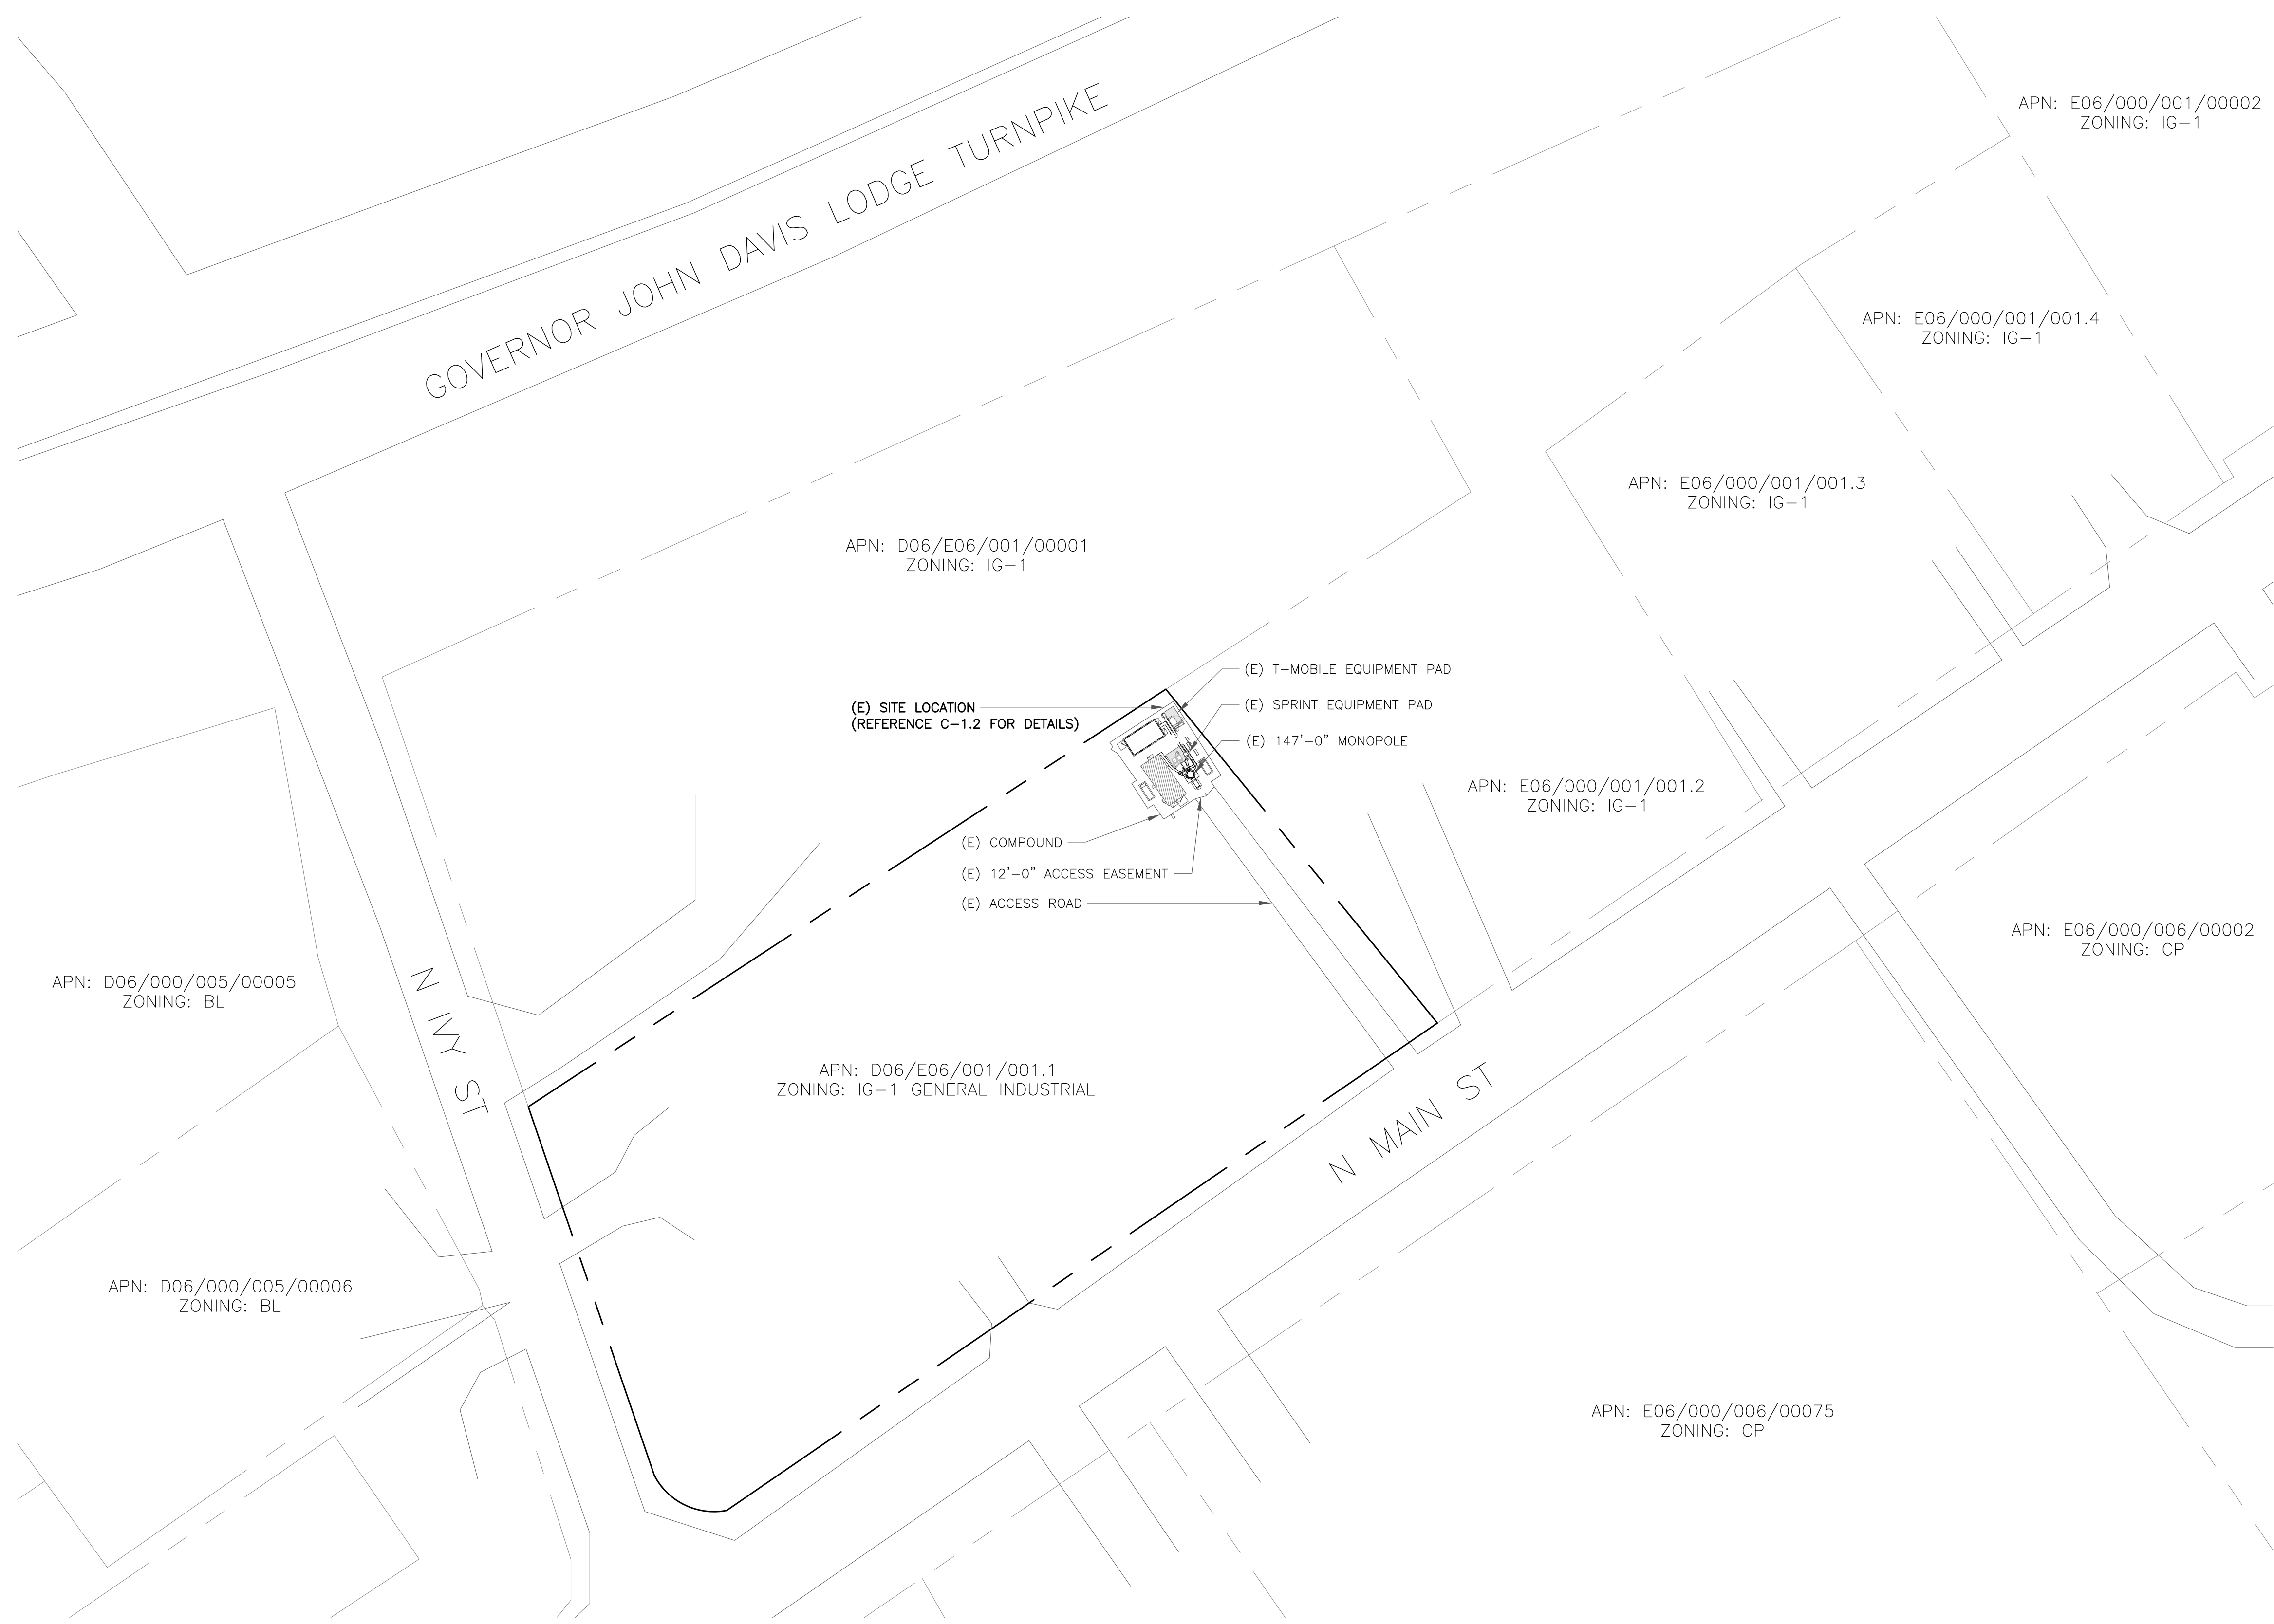 GOVERNOR JOHN DAVIS LODGE TURNPIKE
APN: E06/000/001/00002
ZONING: IG-1
APN: E06/000/001/001.4
ZONING: IG-1
APN: E06/000/001/001.3
ZONING: IG-1
APN: D06/E06/001/00001
ZONING: IG-1
(E) T-MOBILE EQUIPMENT PAD
(E) SITE LOCATION
(REFERENCE C-1.2 FOR DETAILS)
(E) SPRINT EQUIPMENT PAD
(E) 147'-0" MONOPOLE
APN: E06/000/001/001.2
ZONING: IG-1
(E) COMPOUND
(E) 12'-0" ACCESS EASEMENT
(E) ACCESS ROAD
APN: E06/000/006/00002
ZONING: CP
APN: D06/000/005/00005
ZONING: BL
N IVY ST
APN: D06/E06/001/001.1
ZONING: IG-1 GENERAL INDUSTRIAL
N MAIN ST
APN: D06/000/005/00006
ZONING: BL
APN: E06/000/006/00075
ZONING: CP